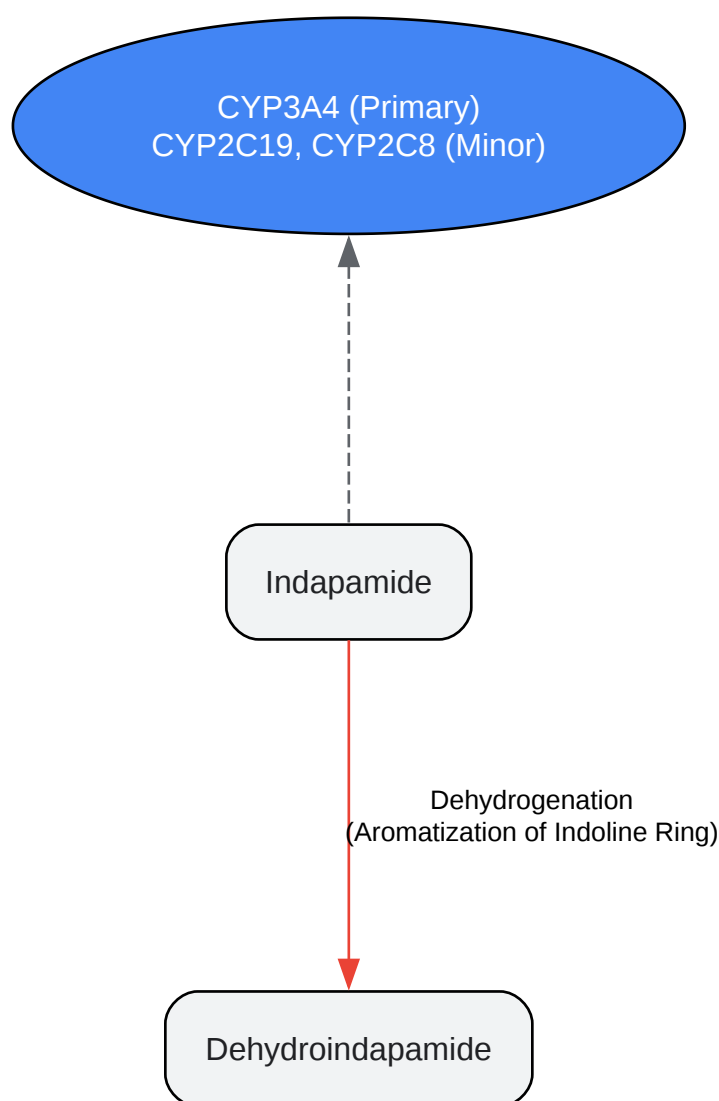 CYP3A4 (Primary)
CYP2C19, CYP2C8 (Minor)
Indapamide
Dehydrogenation
(Aromatization of Indoline Ring)
Dehydroindapamide